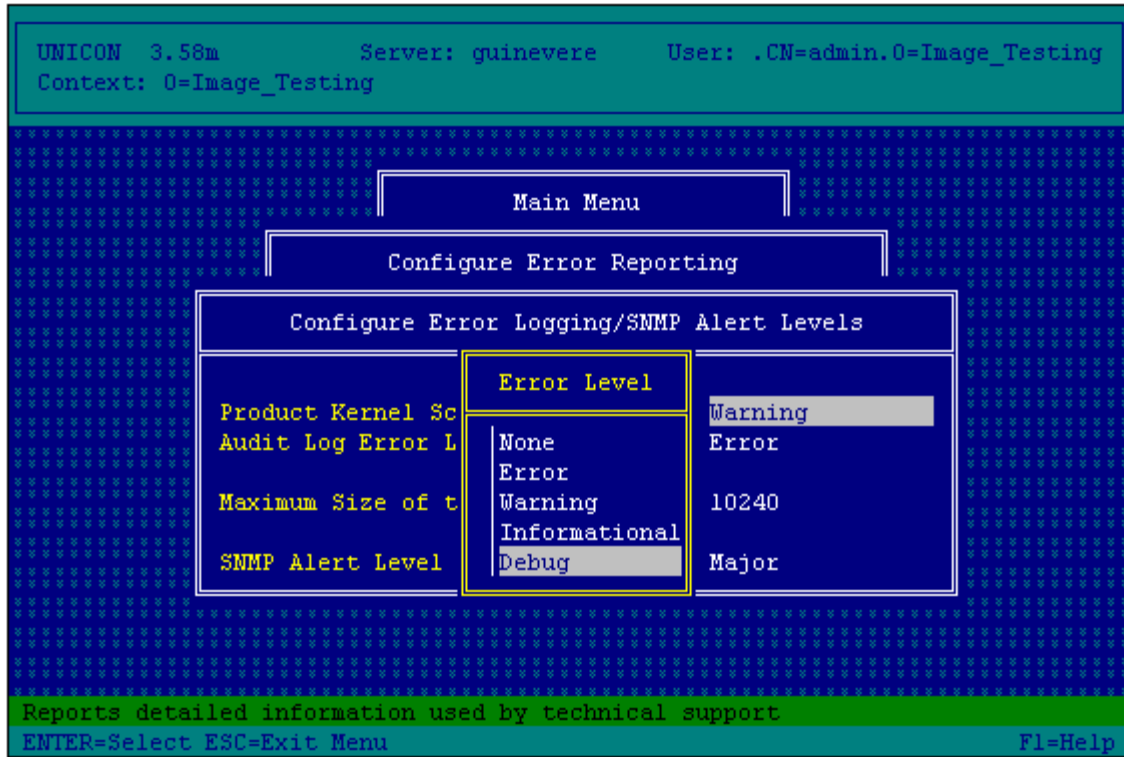 UNICON 3.58m Server: guinevere User: .CN=admin.O=Image_Testing
Context: O=Image_Testing
Main Menu
Configure Error Reporting
Configure Error Logging/SNMP Alert Levels
Error Level
Product Kernel Sc Warning
Audit Log Error L None Error
Error
Maximum Size of t Warning 10240
Informational
SNMP Alert Level Debug Major
Reports detailed information used by technical support
ENTER=Select ESC=Exit Menu F1=Help